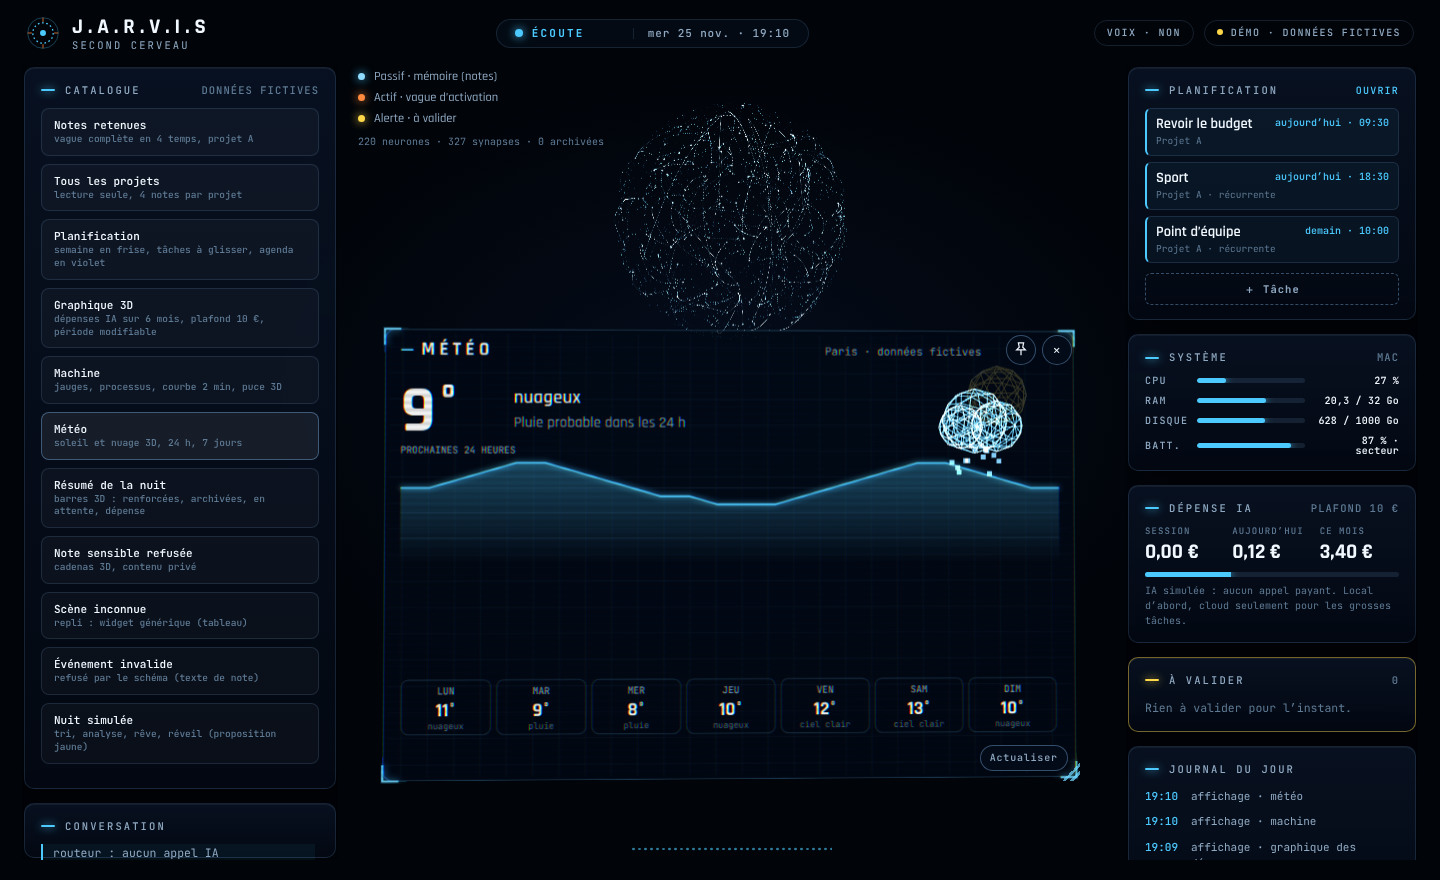 J.A.R.V.I.S
SECOND CERVEAU
ÉCOUTE
mer 25 nov. · 19:10
VOIX · NON
DÉMO · DONNÉES FICTIVES
CATALOGUE
DONNÉES FICTIVES
Notes retenues
vague complète en 4 temps, projet A
Tous les projets
lecture seule, 4 notes par projet
Planification
semaine en frise, tâches à glisser, agenda
en violet
Graphique 3D
dépenses IA sur 6 mois, plafond 10 €,
période modifiable
Machine
jauges, processus, courbe 2 min, puce 3D
Météo
soleil et nuage 3D, 24 h, 7 jours
Résumé de la nuit
barres 3D : renforcées, archivées, en
attente, dépense
Note sensible refusée
cadenas 3D, contenu privé
Scène inconnue
repli : widget générique (tableau)
Événement invalide
refusé par le schéma (texte de note)
Nuit simulée
tri, analyse, rêve, réveil (proposition
jaune)
CONVERSATION
routeur : aucun appel IA
Passif · mémoire (notes)
Actif · vague d'activation
Alerte · à valider
220 neurones · 327 synapses · 0 archivées
MÉTÉO
Paris · données fictives
×
9°
nuageux
Pluie probable dans les 24 h
PROCHAINES 24 HEURES
LUN
11°
nuageux
MAR
9°
pluie
MER
8°
pluie
JEU
10°
nuageux
VEN
12°
ciel clair
SAM
13°
ciel clair
DIM
10°
nuageux
Actualiser
PLANIFICATION
OUVRIR
Revoir le budget
aujourd'hui · 09:30
Projet A
Sport
aujourd'hui · 18:30
Projet A · récurrente
Point d'équipe
demain · 10:00
Projet A · récurrente
+ Tâche
SYSTÈME
MAC
CPU
27 %
RAM
20,3 / 32 Go
DISQUE
628 / 1000 Go
BATT.
87 % ·
secteur
DÉPENSE IA
PLAFOND 10 €
SESSION
0,00 €
AUJOURD'HUI
0,12 €
CE MOIS
3,40 €
IA simulée : aucun appel payant. Local
d'abord, cloud seulement pour les grosses
tâches.
À VALIDER
0
Rien à valider pour l'instant.
JOURNAL DU JOUR
19:10 affichage · météo
19:10 affichage · machine
19:09 affichage · graphique des